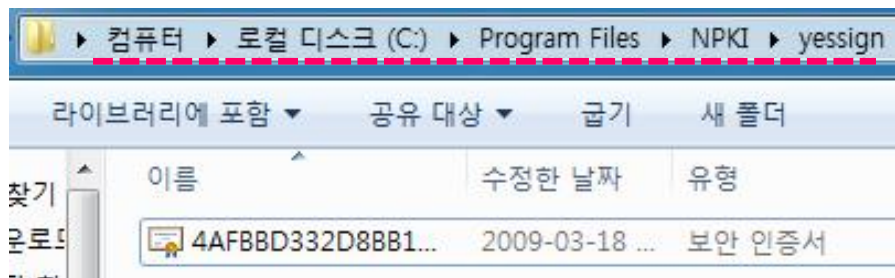 컴퓨터 ▶ 로컬 디스크 (C:) ▶ Program Files ▶ NPKI ▶ yessign
라이브러리에 포함 ▼ 공유 대상 ▼ 굽기 새 폴더
찾기 이름 수정한 날짜 유형
4AFBBD332D8BB1... 2009-03-18 ... 보안 인증서